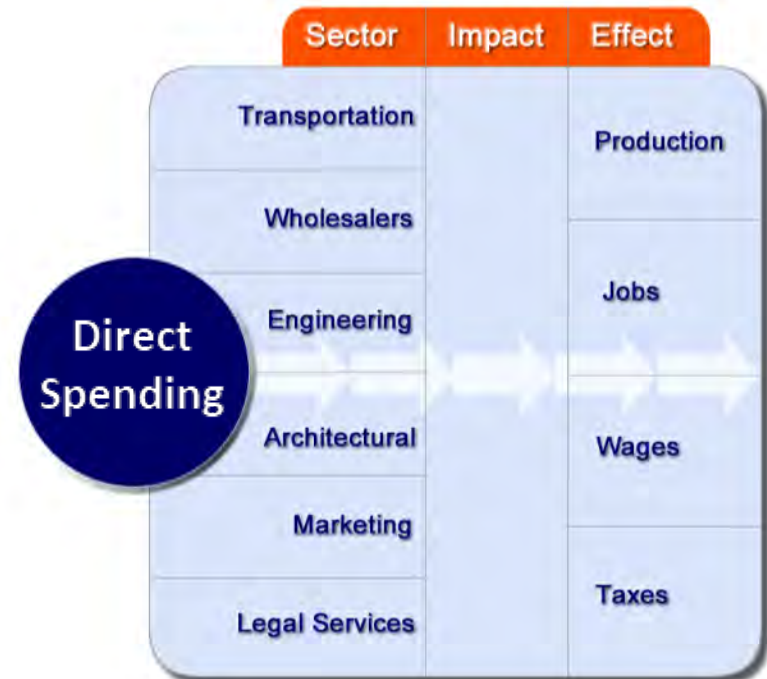 Sector Impact Effect
Transportation
Production
Wholesalers
Jobs
Engineering
Direct
Spending
Architectural
Wages
Marketing
Taxes
Legal Services